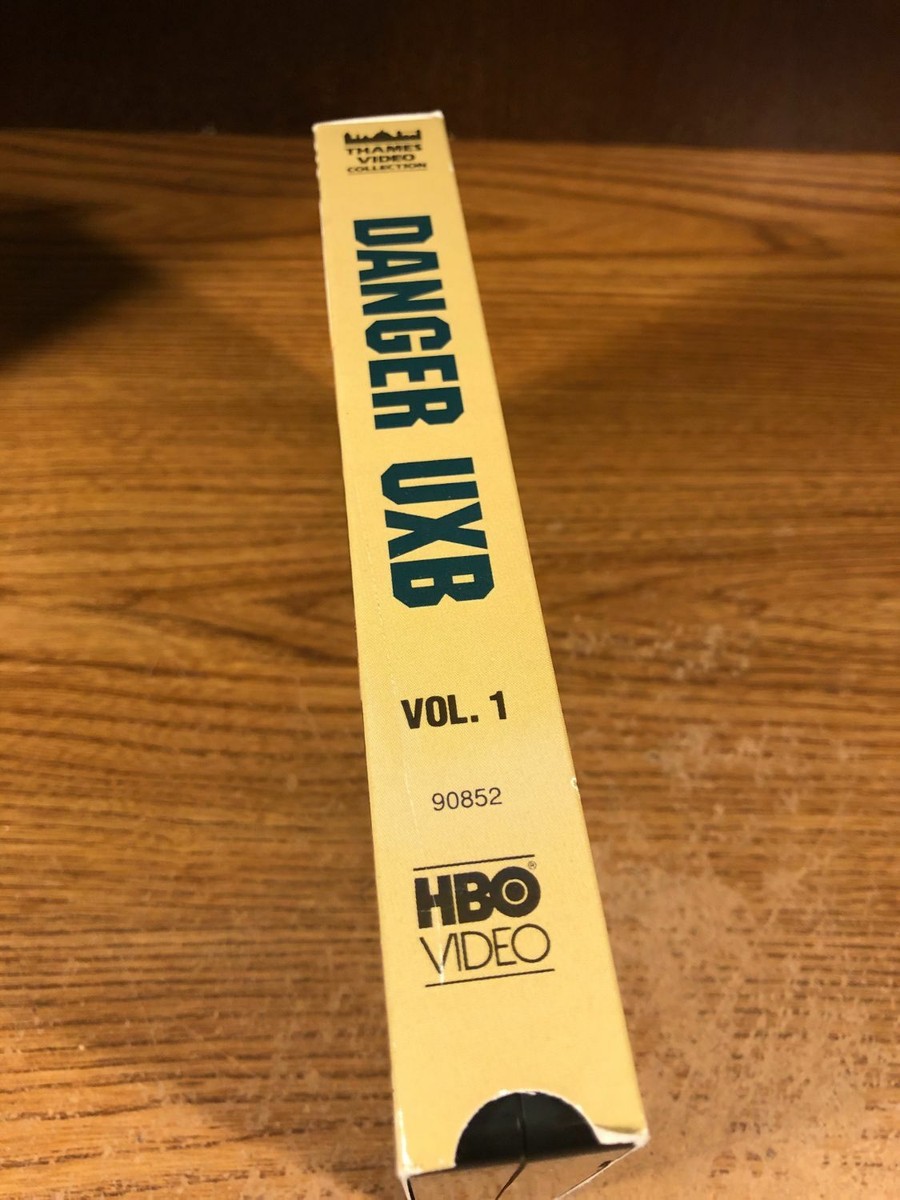 THAMES
VIDEO
COLLECTION
DANGER UXB
VOL. 1
90852
HBO®
VIDEO